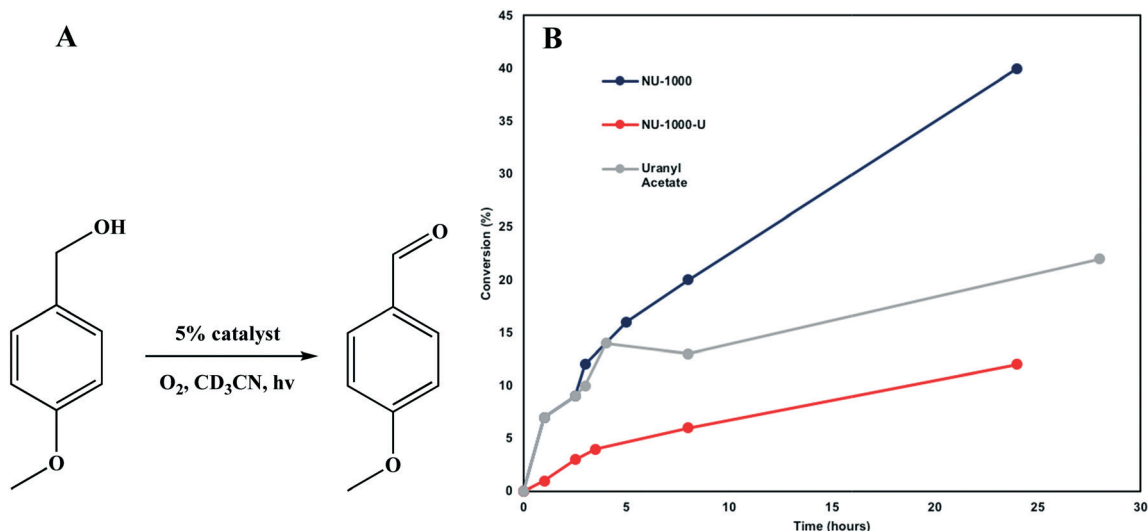 A
OH
O
5% catalyst
O₂, CD₃CN, hv
O
O
B
45
40
35
30
25
20
15
10
5
0
Conversion (%)
NU-1000
NU-1000-U
Uranyl
Acetate
0
5
10
15
20
25
30
Time (hours)